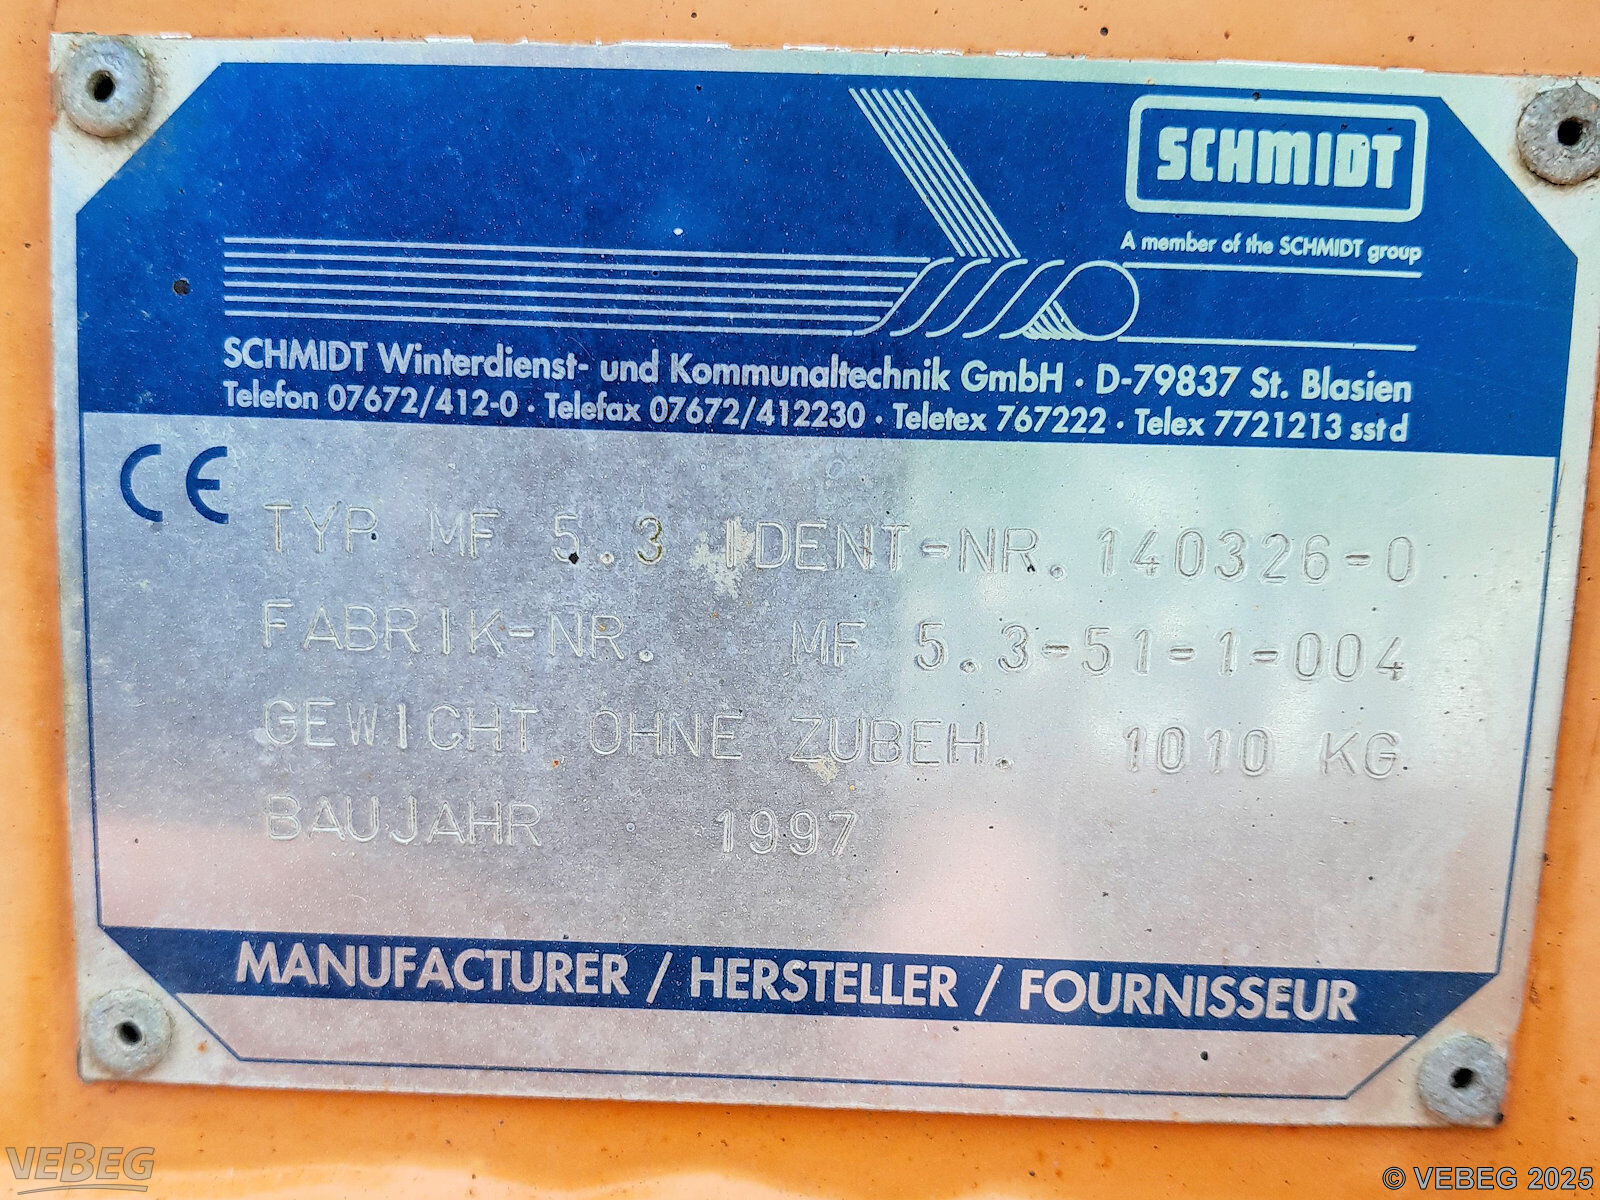 SCHMIDT
A member of the SCHMIDT group
SCHMIDT Winterdienst- und Kommunaltechnik GmbH · D-79837 St. Blasien
Telefon 07672/412-0 · Telefax 07672/412230 · Teletex 767222 · Telex 7721213 sst d
CE
TYP MF 5.3 IDENT-NR. 140326-0
FABRIK-NR. MF 5.3-51-1-004
GEWICHT OHNE ZUBEH. 1010 KG
BAUJAHR 1997
MANUFACTURER / HERSTELLER / FOURNISSEUR
VEBEG
© VEBEG 2025